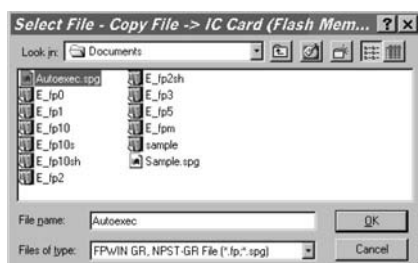 Select File - Copy File -> IC Card (Flash Mem...
Look in: Documents
Autoexec.spg
E_fp0
E_fp1
E_fp10
E_fp10s
E_fp10sh
E_fp2
E_fp2sh
E_fp3
E_fp5
E_fpm
sample
Sample.spg
File name: Autoexec
OK
Files of type: FPWIN GR, NPST-GR File (*.fp;*.spg)
Cancel